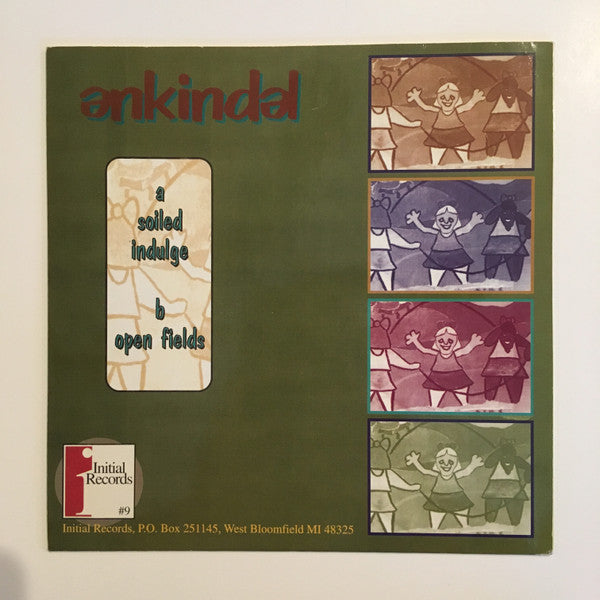 ənkindəl
a
soiled
indulge
b
open fields
i
Initial
Records
#9
Initial Records, P.O. Box 251145, West Bloomfield MI 48325